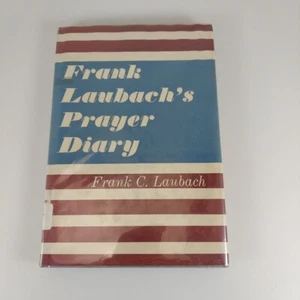 Frank
Laubach's
Prayer
Diary
Frank C. Laubach